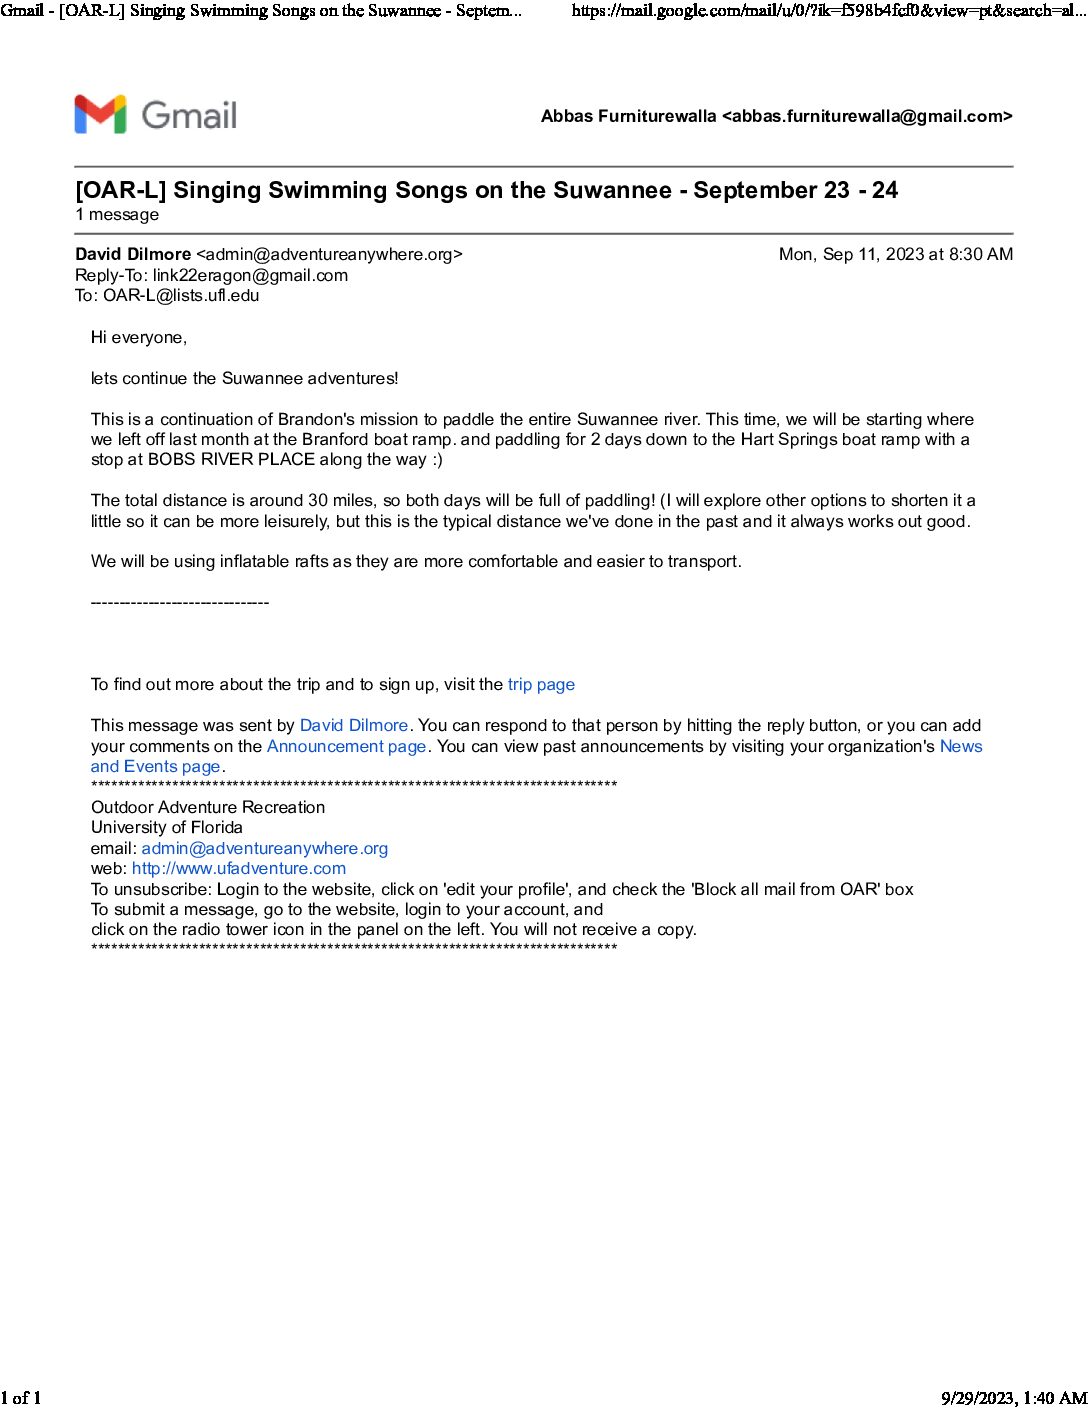 Gmail - [OAR-L] Singing Swimming Songs on the Suwannee - Septem... https://mail.google.com/mail/u/0/?ik=f598b4fcf0&view=pt&search=al...
Gmail
Abbas Furniturewalla <abbas.furniturewalla@gmail.com>
[OAR-L] Singing Swimming Songs on the Suwannee - September 23 - 24
1 message
David Dilmore <admin@adventureanywhere.org> Mon, Sep 11, 2023 at 8:30 AM
Reply-To: link22eragon@gmail.com
To: OAR-L@lists.ufl.edu
Hi everyone,
lets continue the Suwannee adventures!
This is a continuation of Brandon's mission to paddle the entire Suwannee river. This time, we will be starting where
we left off last month at the Branford boat ramp. and paddling for 2 days down to the Hart Springs boat ramp with a
stop at BOBS RIVER PLACE along the way :)
The total distance is around 30 miles, so both days will be full of paddling! (I will explore other options to shorten it a
little so it can be more leisurely, but this is the typical distance we've done in the past and it always works out good.
We will be using inflatable rafts as they are more comfortable and easier to transport.
-------------------------------
To find out more about the trip and to sign up, visit the trip page
This message was sent by David Dilmore. You can respond to that person by hitting the reply button, or you can add
your comments on the Announcement page. You can view past announcements by visiting your organization's News
and Events page.
******************************************************************************
Outdoor Adventure Recreation
University of Florida
email: admin@adventureanywhere.org
web: http://www.ufadventure.com
To unsubscribe: Login to the website, click on 'edit your profile', and check the 'Block all mail from OAR' box
To submit a message, go to the website, login to your account, and
click on the radio tower icon in the panel on the left. You will not receive a copy.
******************************************************************************
1 of 1 9/29/2023, 1:40 AM